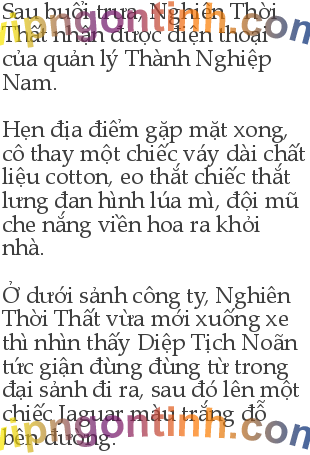 Sau buổi trưa, Nghiên Thời
Thất nhận được điện thoại
của quản lý Thành Nghiệp
Nam.

Hẹn địa điểm gặp mặt xong,
cô thay một chiếc váy dài chất
liệu cotton, eo thắt chiếc thắt
lưng đan hình lúa mì, đội mũ
che nắng viền hoa ra khỏi
nhà.

Ở dưới sảnh công ty, Nghiên
Thời Thất vừa mới xuống xe
thì nhìn thấy Diệp Tịch Noãn
tức giận đùng đùng từ trong
đại sảnh đi ra, sau đó lên một
chiếc Jaguar màu trắng đỗ
bên đường.
vipngontinh.com
vipngontinh.com